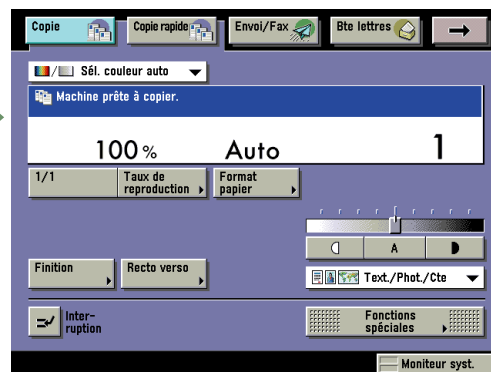 Copie
Copie rapide
Envoi/Fax
Bte lettres
Sél. couleur auto
Machine prête à copier.
100 % Auto 1
1/1
Taux de
reproduction
Format
papier
A
Finition
Recto verso
Text./Phot./Cte
Inter-
ruption
Fonctions
spéciales
Moniteur syst.